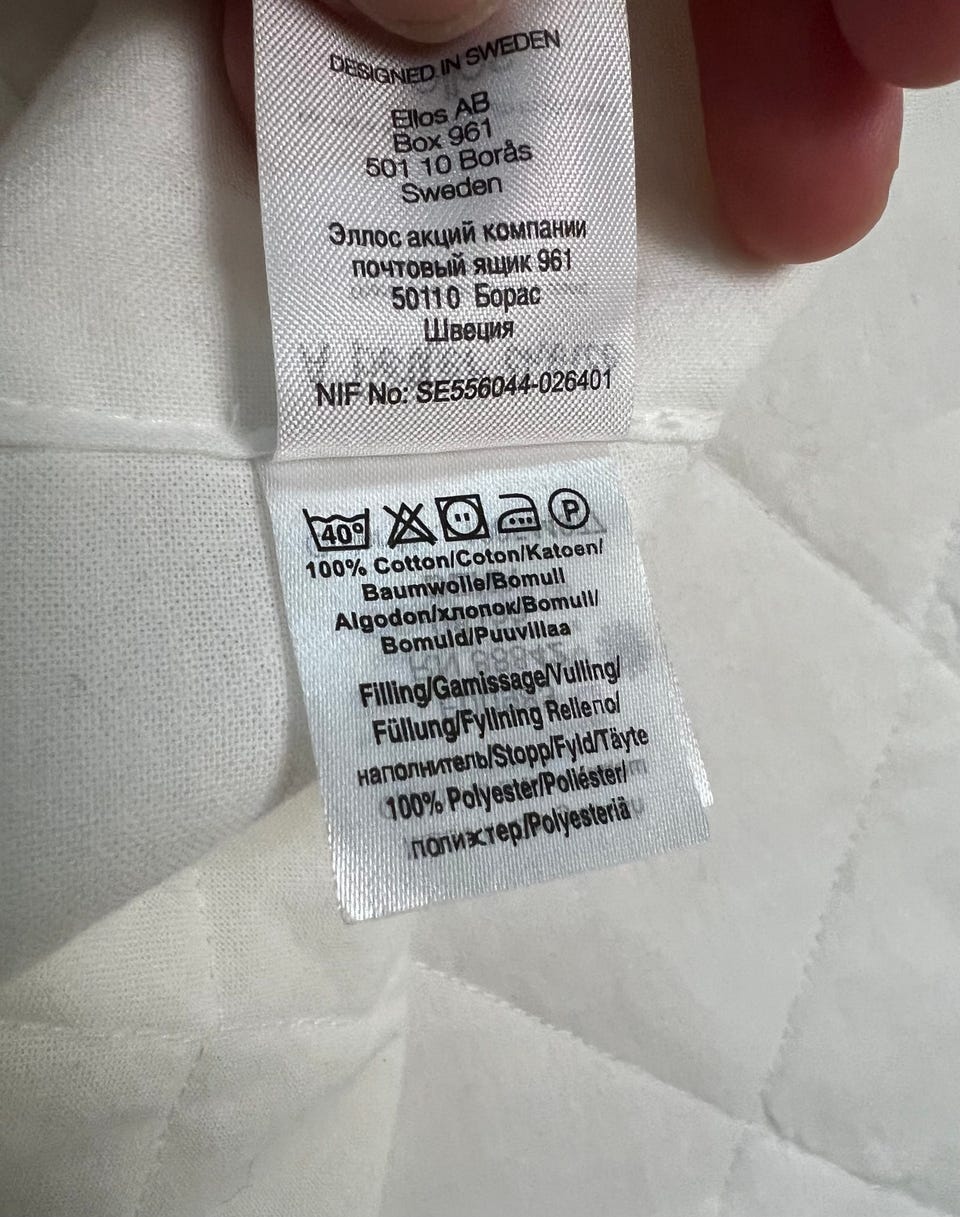 DESIGNED IN SWEDEN
Ellos AB
Box 961
501 10 Borås
Sweden
Эллос акций компании
почтовый ящик 961
50110 Борас
Швеция
NIF No: SE556044-026401
40º P
100% Cotton/Coton/Katoen/
Baumwolle/Bomull
Algodon/хлопок/Bomull/
Bomuld/Puuvillaa
Filling/Garnissage/Vulling/
Füllung/Fyllning Relleno/
наполнитель/Stopp/Fyld/Täyte
100% Polyester/Poliéster/
полиэстер/Polyesteriä